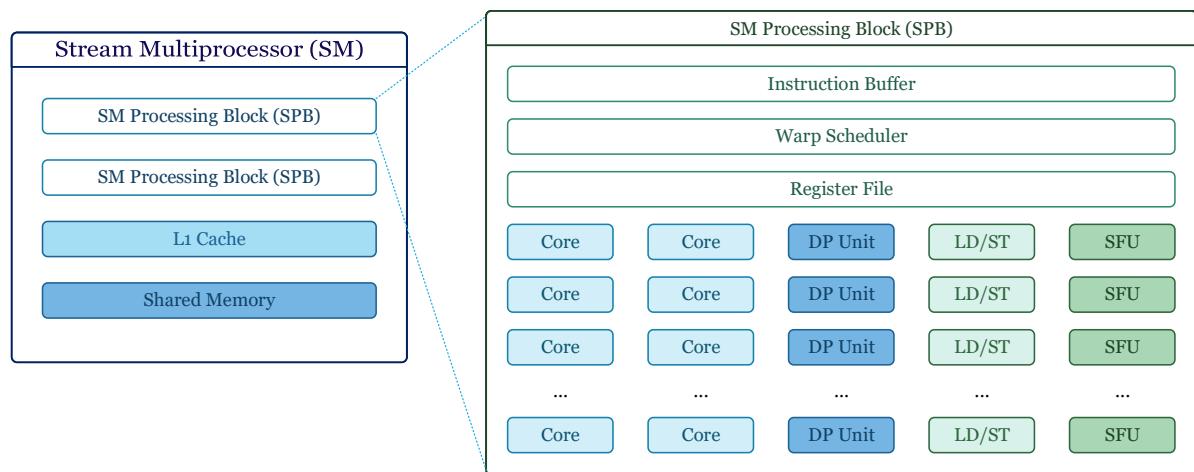 Stream Multiprocessor (SM)
SM Processing Block (SPB)
SM Processing Block (SPB)
L1 Cache
Shared Memory
SM Processing Block (SPB)
Instruction Buffer
Warp Scheduler
Register File
Core Core DP Unit LD/ST SFU
Core Core DP Unit LD/ST SFU
Core Core DP Unit LD/ST SFU
... ... ... ... ...
Core Core DP Unit LD/ST SFU